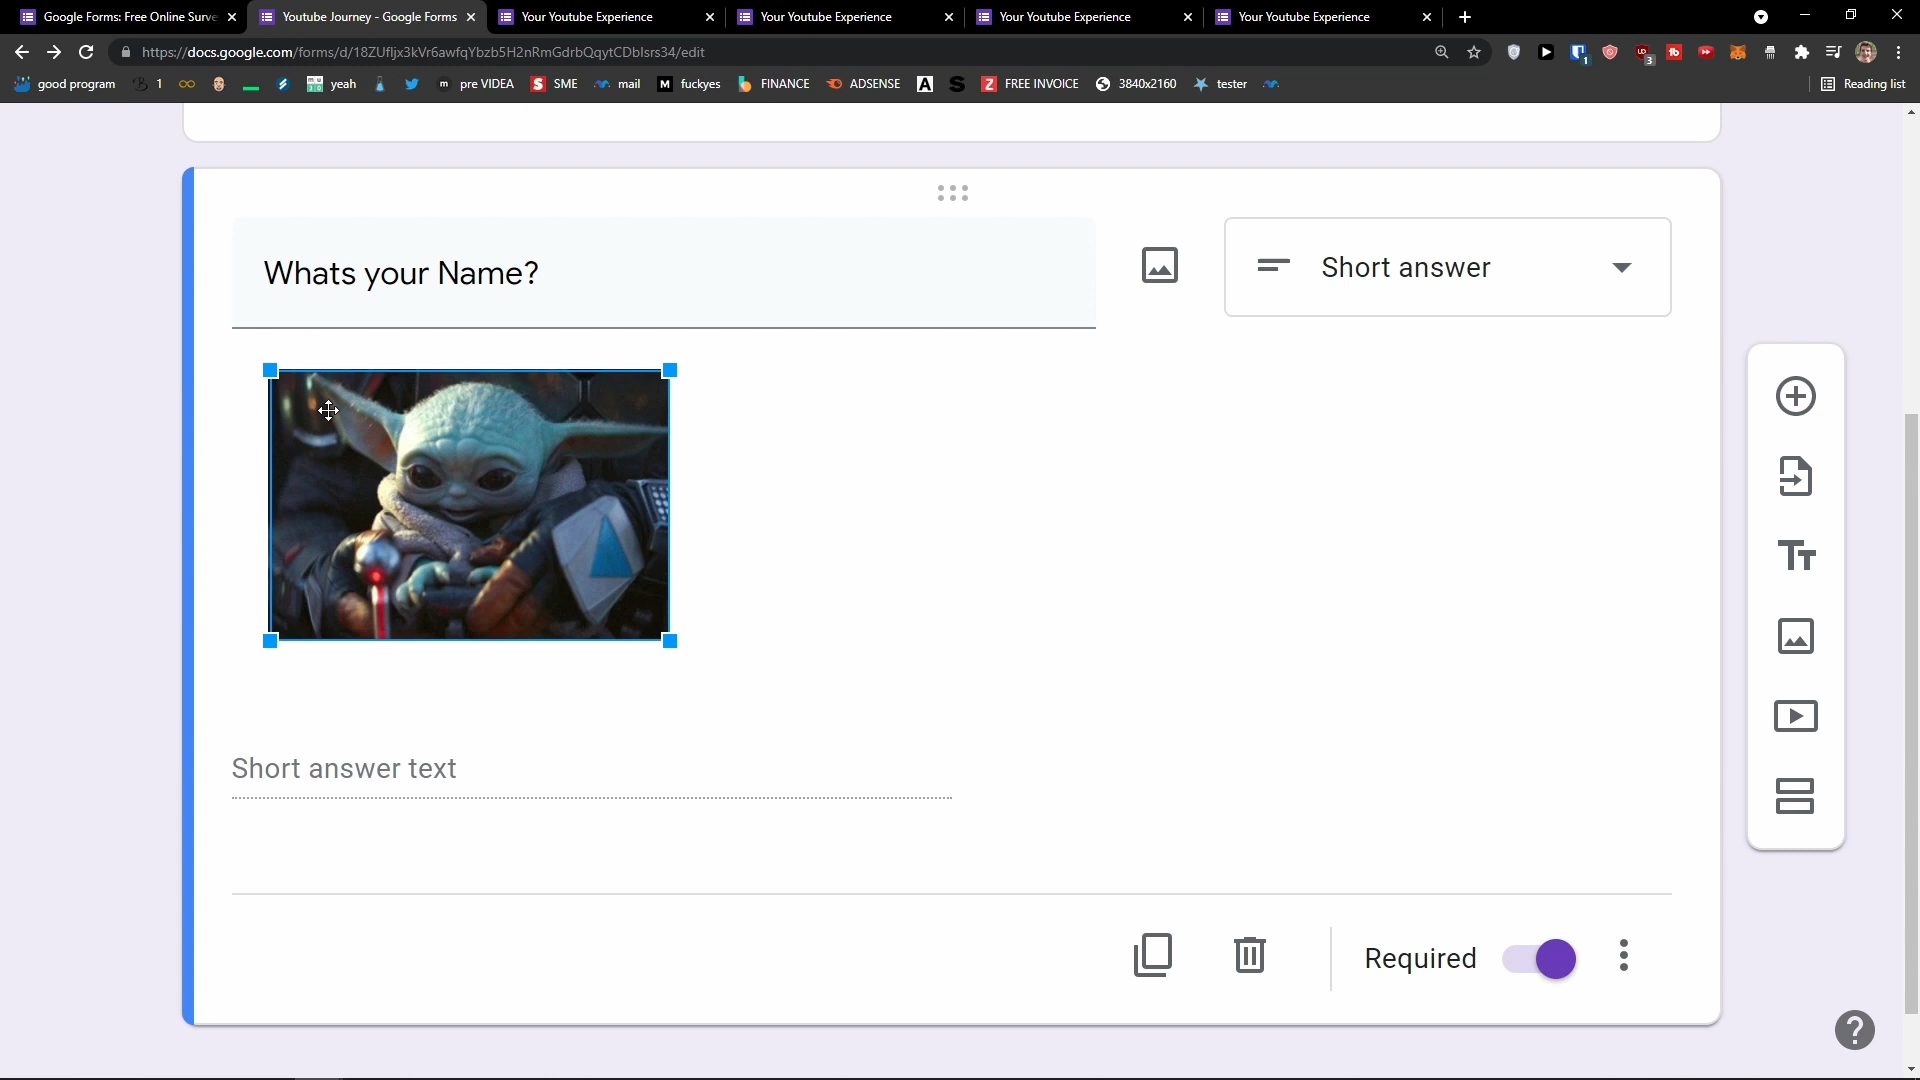 Google Forms: Free Online Surve
Youtube Journey - Google Forms
Your Youtube Experience
Your Youtube Experience
Your Youtube Experience
Your Youtube Experience
https://docs.google.com/forms/d/18ZUfljx3kVr6awfqYbzb5H2nRmGdrbQqytCDblsrs34/edit
1
3
good program
1
yeah
pre VIDEA
SME
mail
fuckyes
FINANCE
ADSENSE
FREE INVOICE
3840x2160
tester
Reading list
Whats your Name?
Short answer
Short answer text
Required